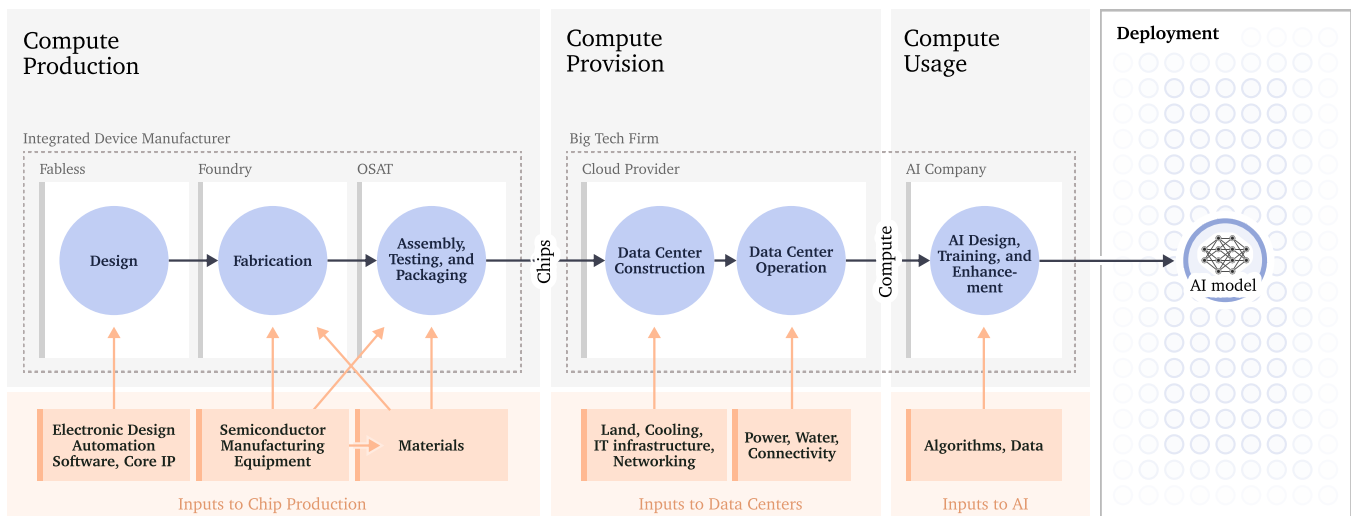 Compute
Production
Compute
Provision
Compute
Usage
Deployment
Integrated Device Manufacturer
Big Tech Firm
Fabless
Foundry
OSAT
Cloud Provider
AI Company
Design
Fabrication
Assembly,
Testing, and
Packaging
Chips
Data Center
Construction
Data Center
Operation
Compute
AI Design,
Training, and
Enhance-
ment
AI model
Electronic Design
Automation
Software, Core IP
Semiconductor
Manufacturing
Equipment
Materials
Land, Cooling,
IT infrastructure,
Networking
Power, Water,
Connectivity
Algorithms, Data
Inputs to Chip Production
Inputs to Data Centers
Inputs to AI